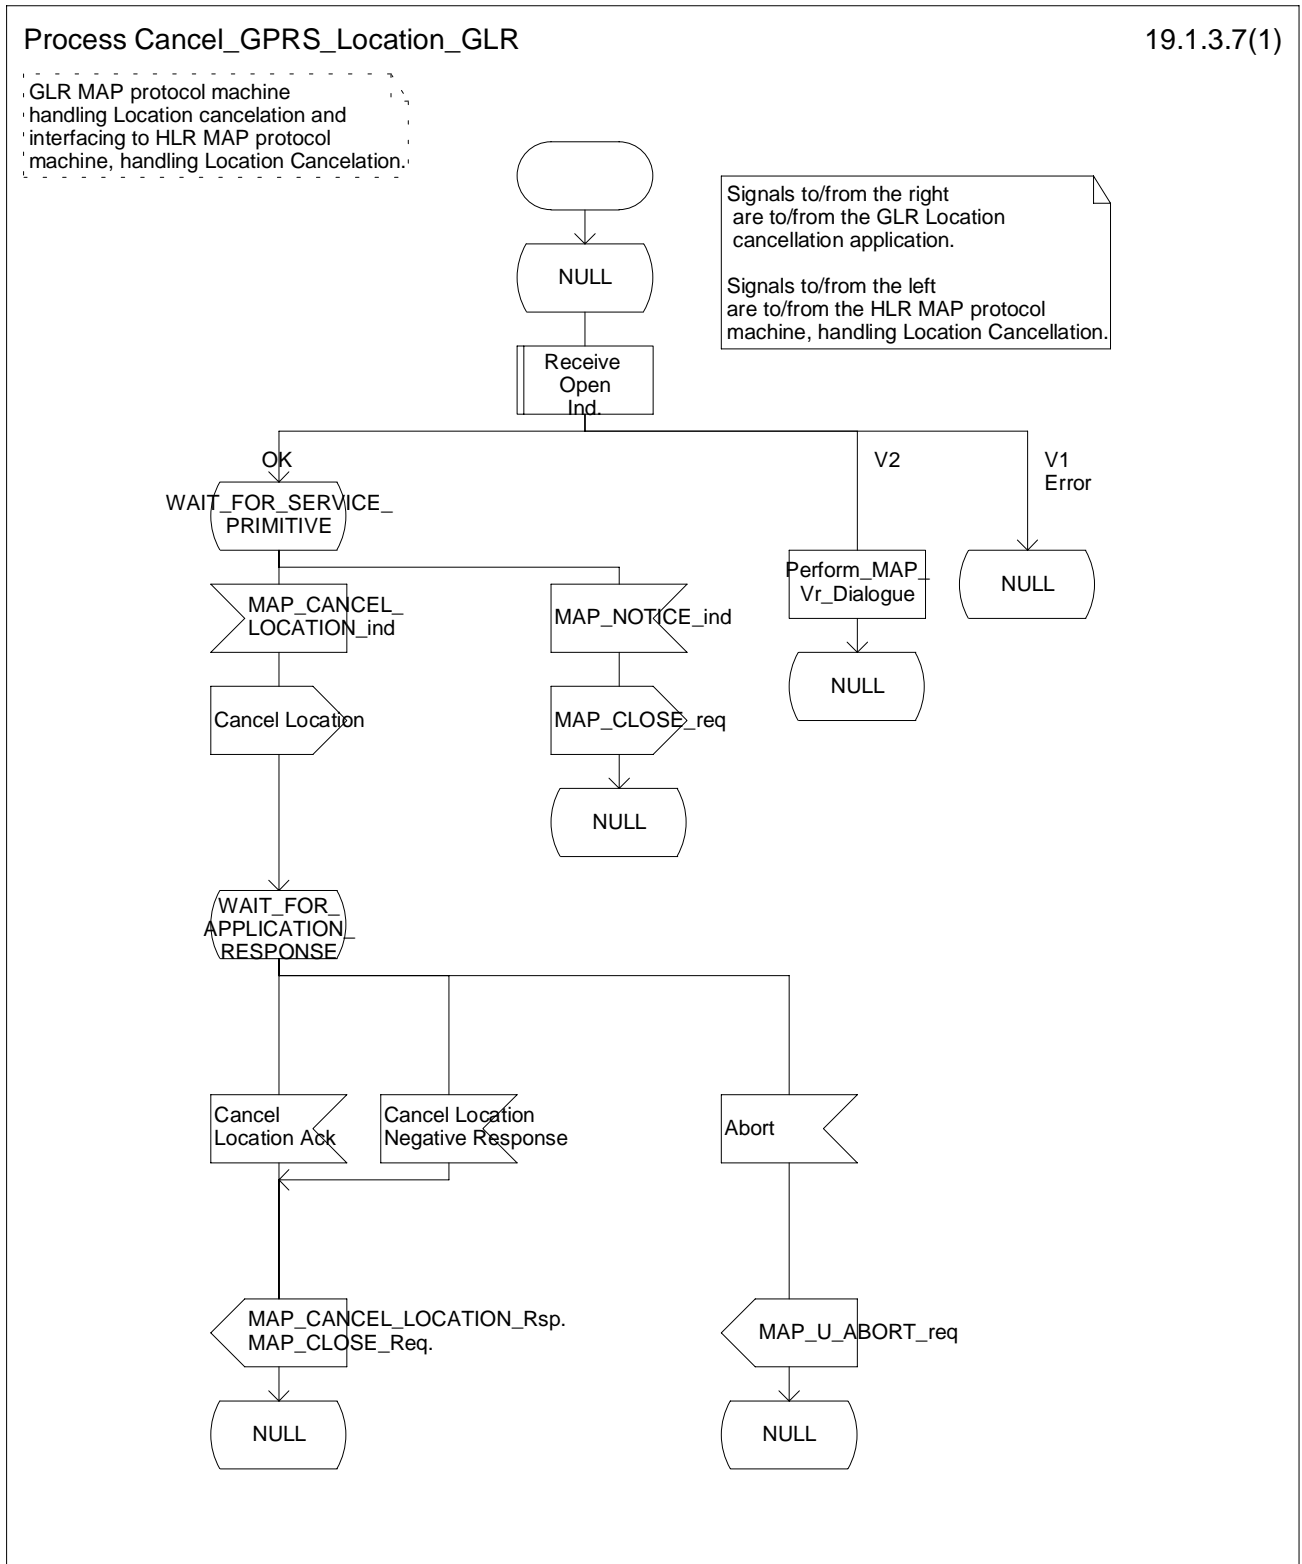 Process Cancel_GPRS_Location_GLR
19.1.3.7(1)
GLR MAP protocol machine
handling Location cancelation and
interfacing to HLR MAP protocol
machine, handling Location Cancelation.
Signals to/from the right
are to/from the GLR Location
cancellation application.
Signals to/from the left
are to/from the HLR MAP protocol
machine, handling Location Cancellation.
NULL
Receive
Open
Ind.
OK
V2
V1
Error
WAIT_FOR_SERVICE_
PRIMITIVE
Perform_MAP_
Vr_Dialogue
NULL
MAP_CANCEL_
LOCATION_ind
MAP_NOTICE_ind
NULL
Cancel Location
MAP_CLOSE_req
NULL
WAIT_FOR_
APPLICATION_
RESPONSE
Cancel
Location Ack
Cancel Location
Negative Response
Abort
MAP_CANCEL_LOCATION_Rsp.
MAP_CLOSE_Req.
MAP_U_ABORT_req
NULL
NULL